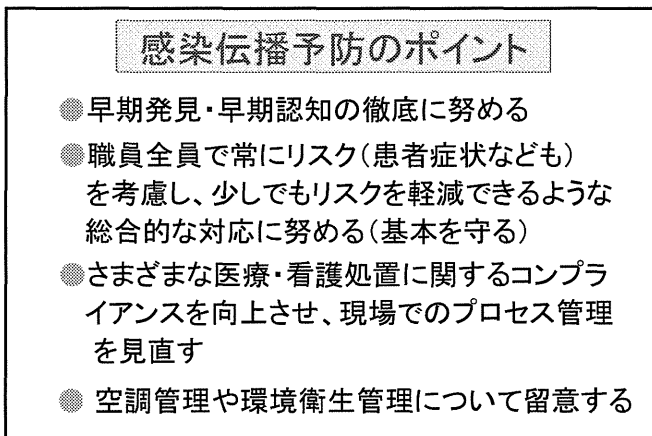 感染伝播予防のポイント
●早期発見・早期認知の徹底に努める
●職員全員で常にリスク(患者症状なども)
を考慮し、少しでもリスクを軽減できるような
総合的な対応に努める(基本を守る)
●さまざまな医療・看護処置に関するコンプラ
イアンスを向上させ、現場でのプロセス管理
を見直す
● 空調管理や環境衛生管理について留意する